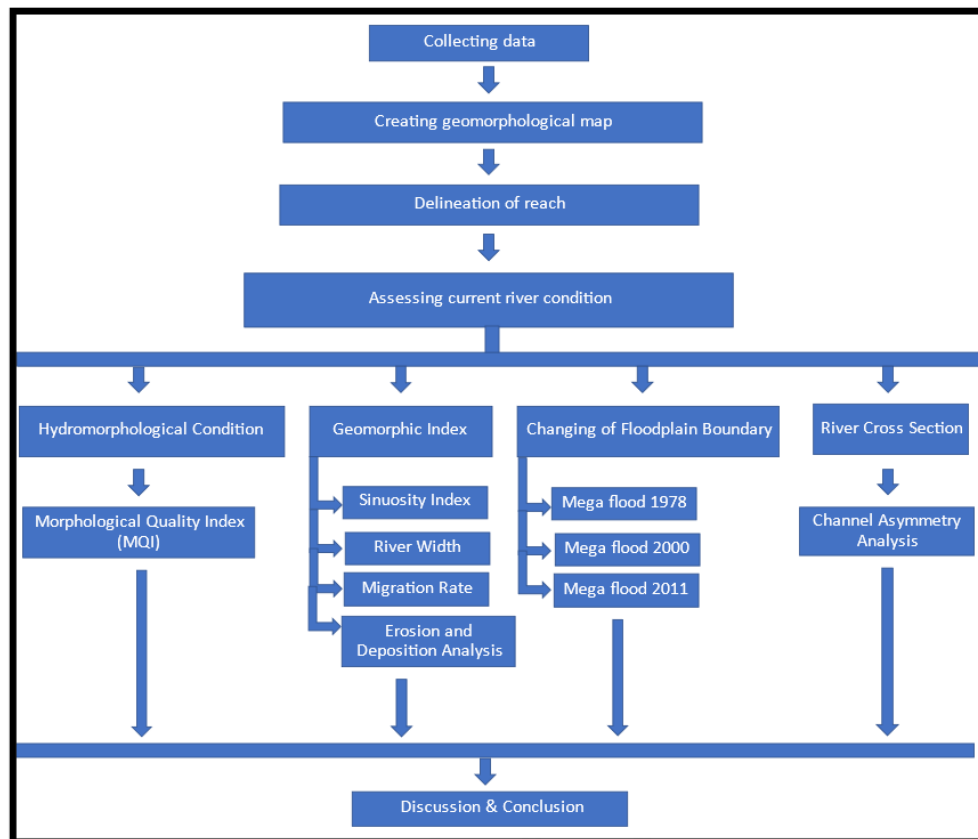 Collecting data
Creating geomorphological map
Delineation of reach
Assessing current river condition
Hydromorphological Condition
Morphological Quality Index
(MQI)
Geomorphic Index
Sinuosity Index
River Width
Migration Rate
Erosion and
Deposition Analysis
Changing of Floodplain Boundary
Mega flood 1978
Mega flood 2000
Mega flood 2011
River Cross Section
Channel Asymmetry
Analysis
Discussion & Conclusion